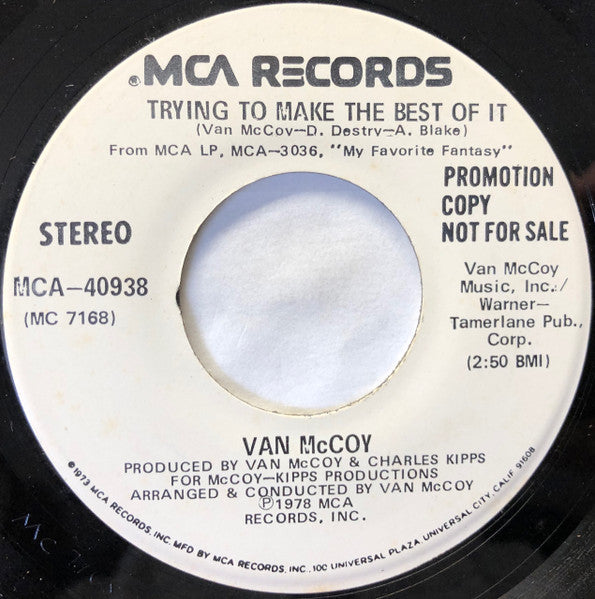 ®MCA RECORDS
TRYING TO MAKE THE BEST OF IT
(Van McCoy—D. Destry—A. Blake)
From MCA LP, MCA—3036, "My Favorite Fantasy"
PROMOTION
COPY
NOT FOR SALE
STEREO
MCA—40938
(MC 7168)
Van McCoy
Music, Inc./
Warner—
Tamerlane Pub.,
Corp.
(2:50 BMI)
VAN McCOY
PRODUCED BY VAN McCOY & CHARLES KIPPS
FOR McCOY—KIPPS PRODUCTIONS
ARRANGED & CONDUCTED BY VAN McCOY
Ⓟ1978 MCA
RECORDS, INC.
©1973 MCA RECORDS, INC. MFD BY MCA RECORDS, INC., 100 UNIVERSAL PLAZA, UNIVERSAL CITY, CALIF. 91608